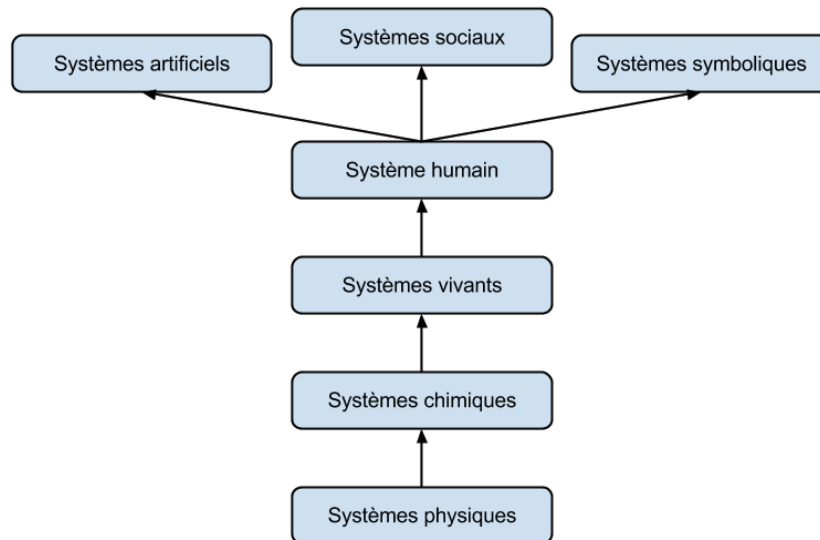 Systèmes sociaux
Systèmes artificiels
Systèmes symboliques
Système humain
Systèmes vivants
Systèmes chimiques
Systèmes physiques